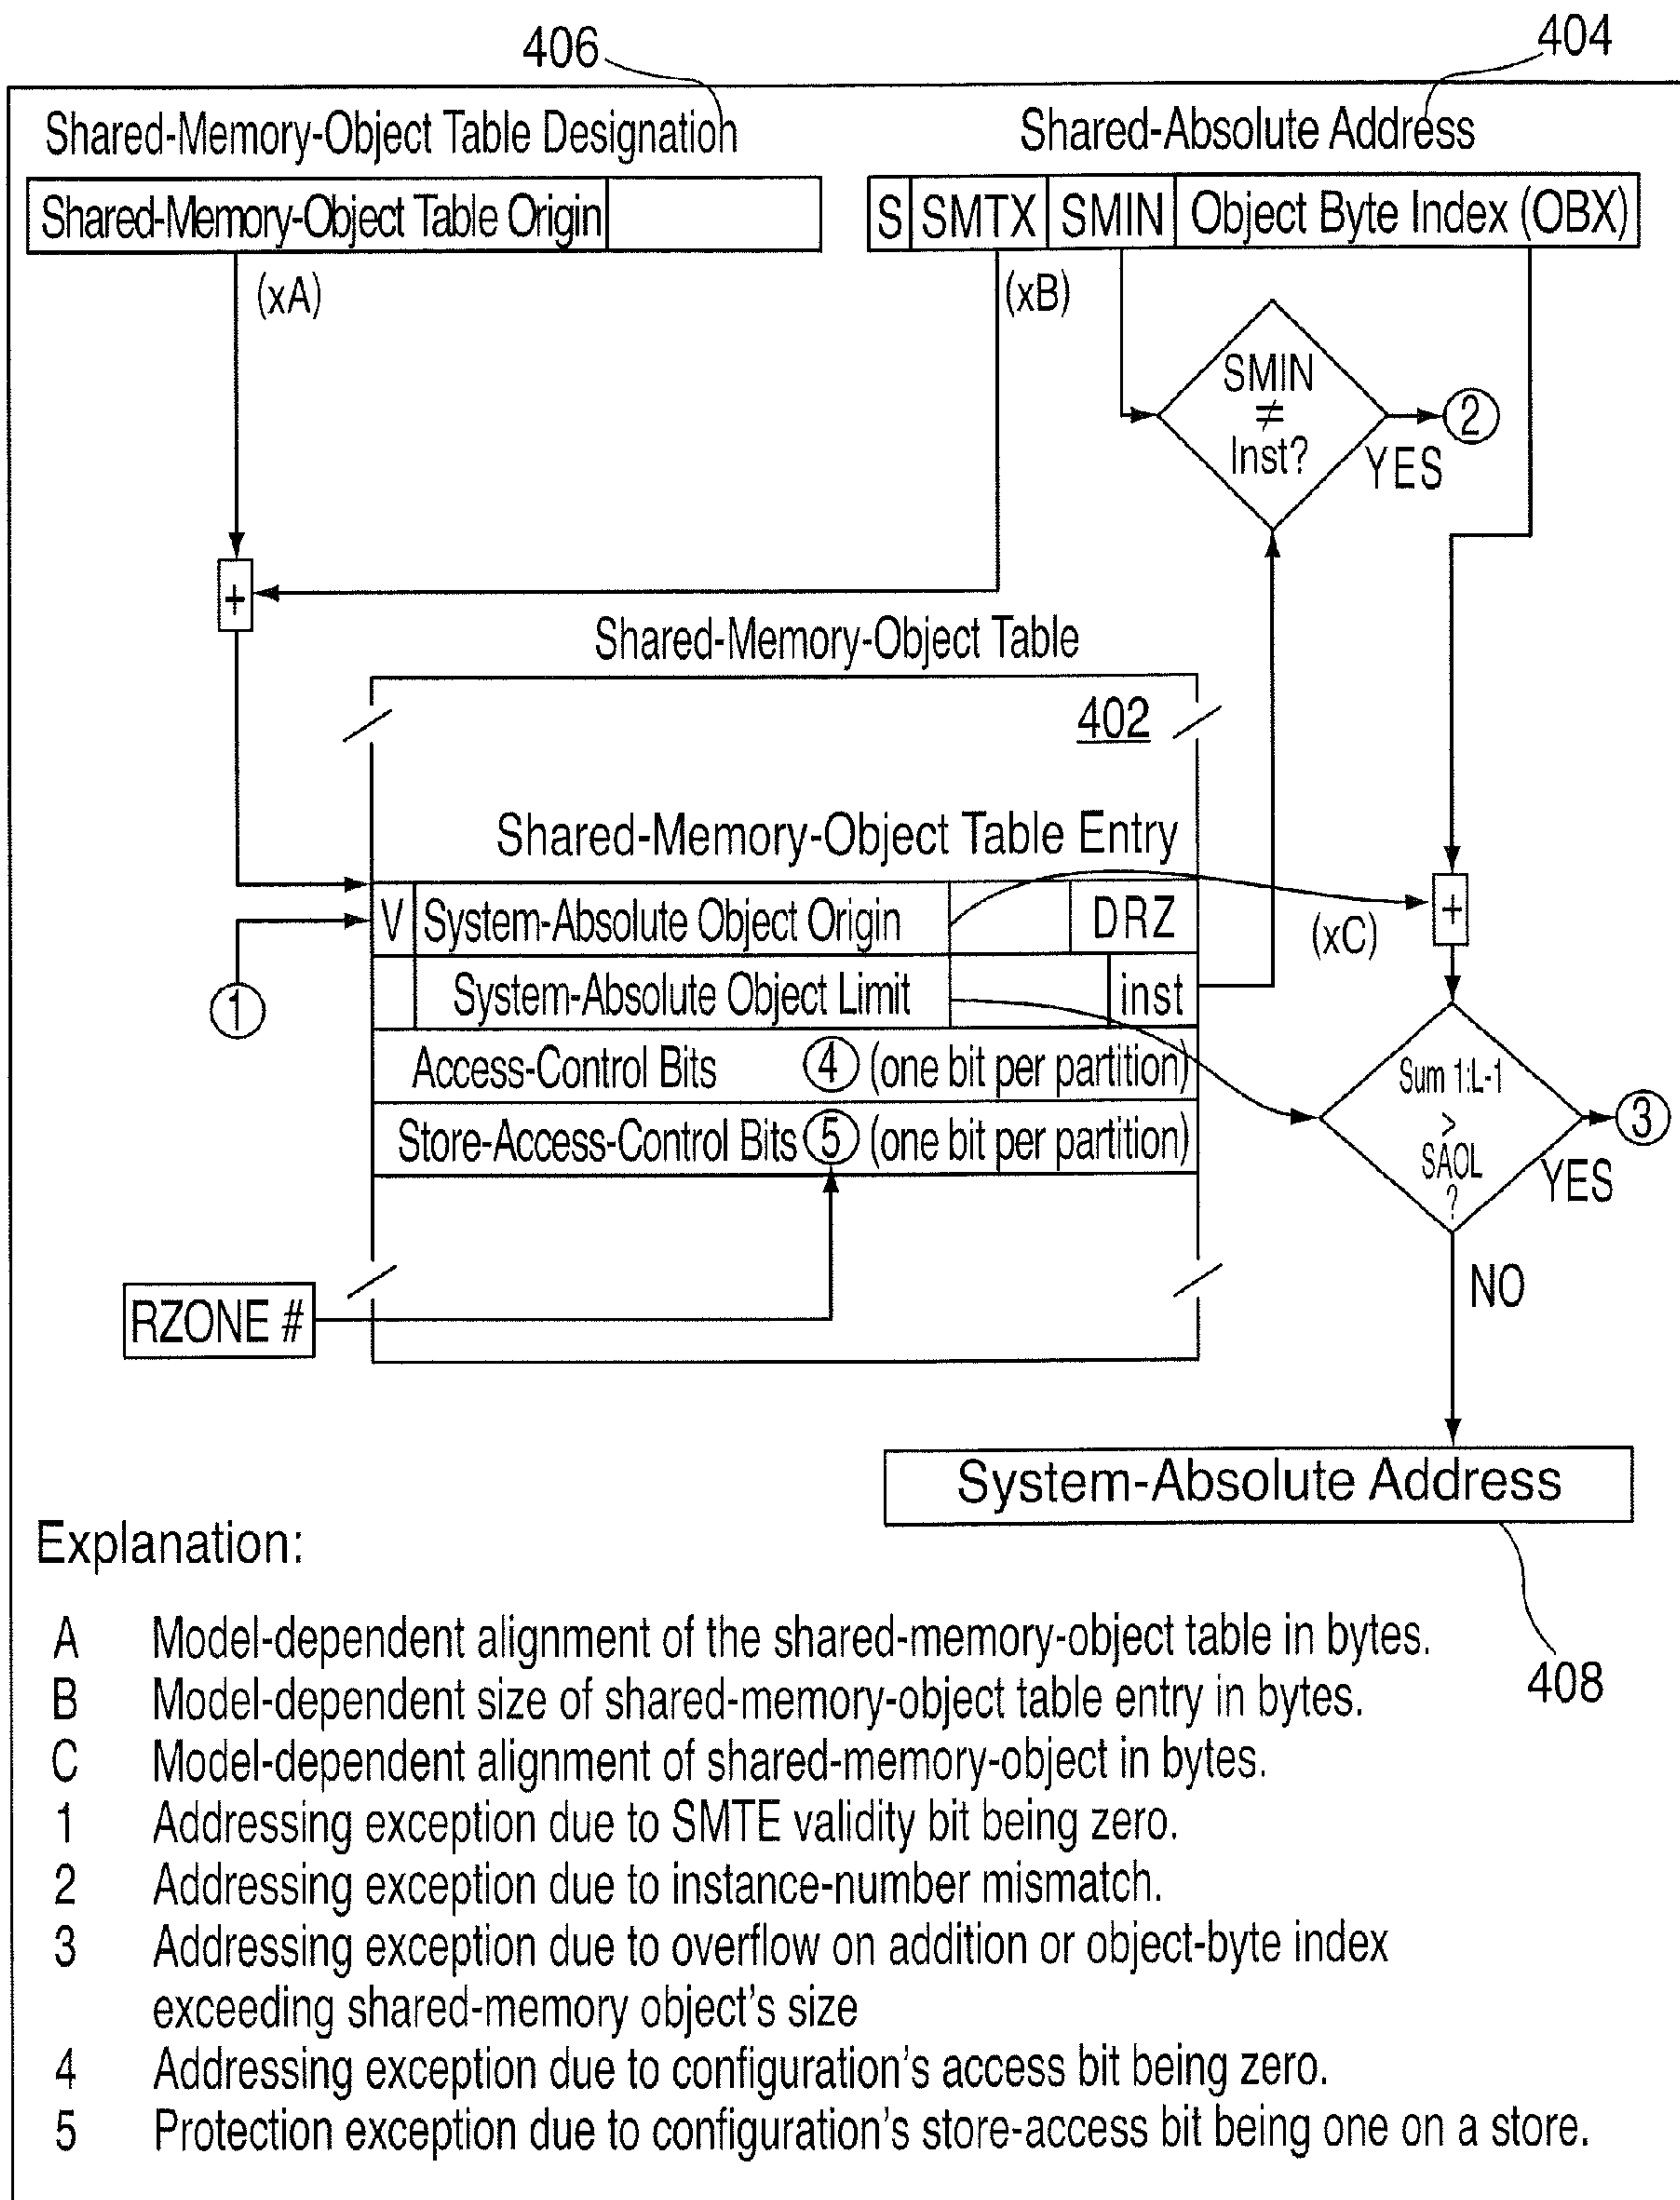 406
404
Shared-Memory-Object Table Designation
Shared-Absolute Address
Shared-Memory-Object Table Origin
S SMTX SMIN Object Byte Index (OBX)
(xA)
(xB)
SMIN
≠
Inst?
2
YES
+
Shared-Memory-Object Table
402
Shared-Memory-Object Table Entry
V System-Absolute Object Origin DRZ
+
(xC)
System-Absolute Object Limit inst
1
Access-Control Bits 4 (one bit per partition)
Sum 1:L-1
>
SAOL
?
3
YES
Store-Access-Control Bits 5 (one bit per partition)
NO
RZONE #
System-Absolute Address
408
Explanation:
A Model-dependent alignment of the shared-memory-object table in bytes.
B Model-dependent size of shared-memory-object table entry in bytes.
C Model-dependent alignment of shared-memory-object in bytes.
1 Addressing exception due to SMTE validity bit being zero.
2 Addressing exception due to instance-number mismatch.
3 Addressing exception due to overflow on addition or object-byte index
exceeding shared-memory object's size
4 Addressing exception due to configuration's access bit being zero.
5 Protection exception due to configuration's store-access bit being one on a store.